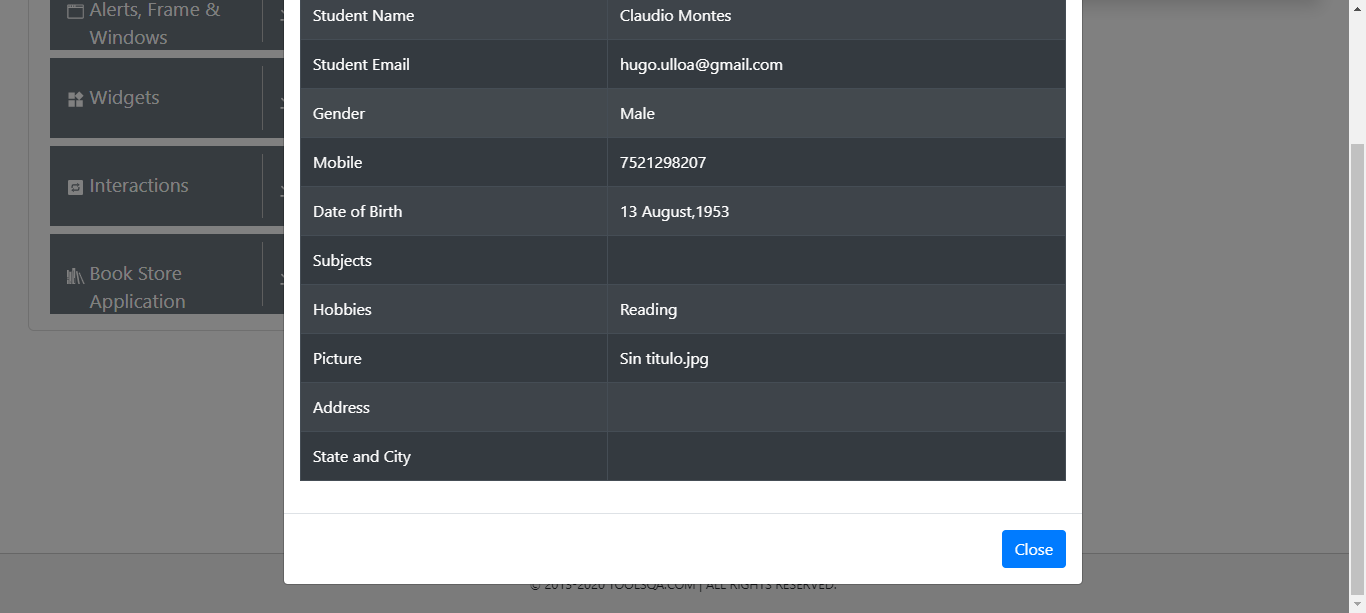 Alerts, Frame &
Windows
Widgets
Interactions
Book Store
Application
Student Name Claudio Montes
Student Email hugo.ulloa@gmail.com
Gender Male
Mobile 7521298207
Date of Birth 13 August,1953
Subjects
Hobbies Reading
Picture Sin titulo.jpg
Address
State and City
Close
© 2013-2020 TOOLSQA.COM | ALL RIGHTS RESERVED.